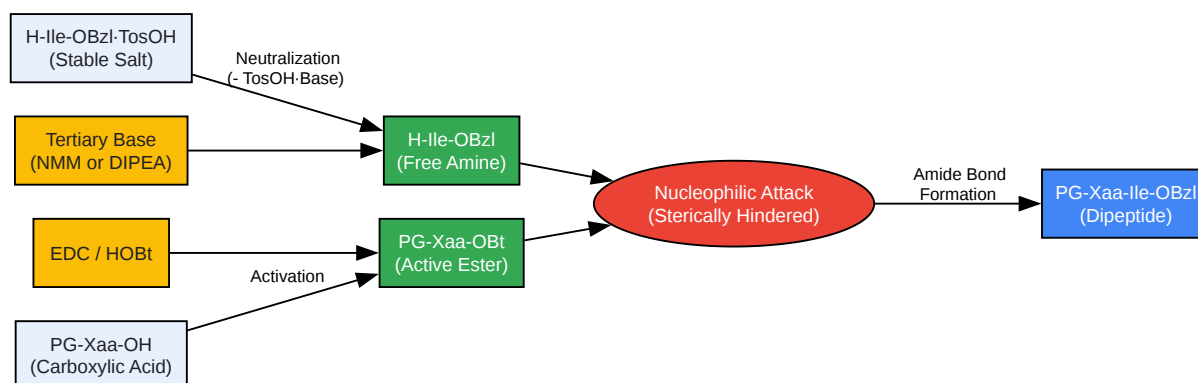 H-Ile-OBzl·TosOH
(Stable Salt)
Neutralization
(- TosOH·Base)
Tertiary Base
(NMM or DIPEA)
H-Ile-OBzl
(Free Amine)
EDC / HOBt
Activation
PG-Xaa-OH
(Carboxylic Acid)
PG-Xaa-OBt
(Active Ester)
Nucleophilic Attack
(Sterically Hindered)
Amide Bond
Formation
PG-Xaa-Ile-OBzl
(Dipeptide)